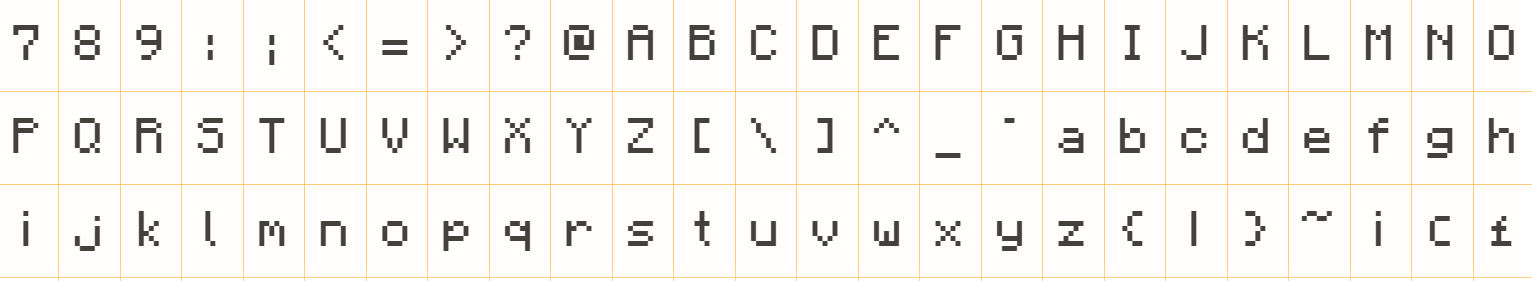 7 8 9 : ; < = > ? @ A B C D E F G H I J K L M N O
P Q R S T U V W X Y Z [ \ ] ^ _ ` a b c d e f g h
i j k l m n o p q r s t u v w x y z { | } ~ ¡ ¢ £